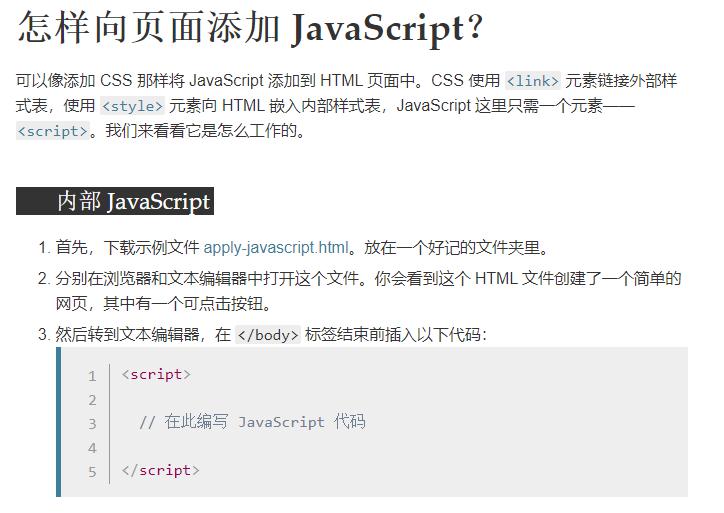 怎样向页面添加 JavaScript？
可以像添加 CSS 那样将 JavaScript 添加到 HTML 页面中。CSS 使用 <link> 元素链接外部样
式表，使用 <style> 元素向 HTML 嵌入内部样式表，JavaScript 这里只需一个元素——
<script>。我们来看看它是怎么工作的。
内部 JavaScript
1. 首先，下载示例文件 apply-javascript.html。放在一个好记的文件夹里。
2. 分别在浏览器和文本编辑器中打开这个文件。你会看到这个 HTML 文件创建了一个简单的
网页，其中有一个可点击按钮。
3. 然后转到文本编辑器，在 </body> 标签结束前插入以下代码：
1 <script>
2
3 // 在此编写 JavaScript 代码
4
5 </script>